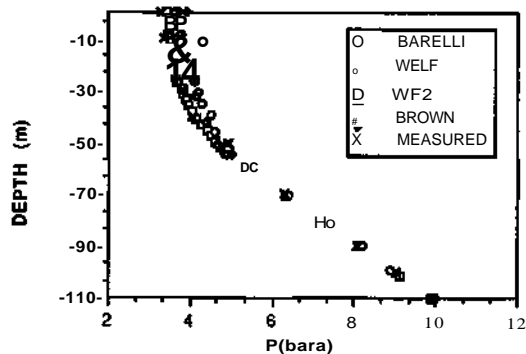 -10-
-30-
-50-
-70-
-90-
-110-
DEPTH (m)
O BARELLI
o WELF
D WF2
# BROWN
X MEASURED
DC
Ho
2 4 6 8 10 12
P(bara)